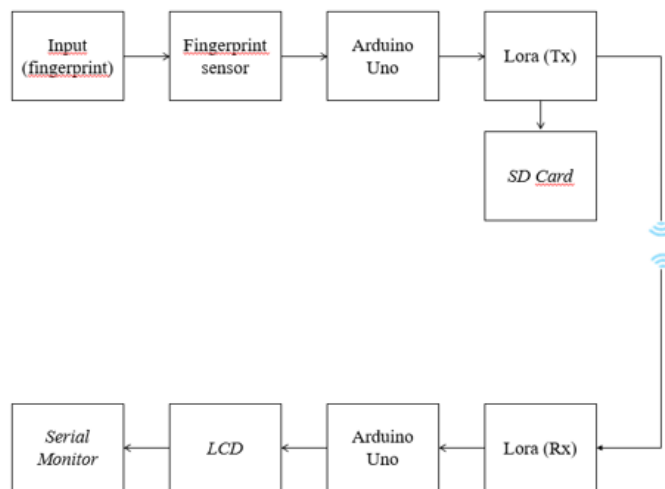 Input
(fingerprint)
Fingerprint
sensor
Arduino
Uno
Lora (Tx)
SD Card
Serial
Monitor
LCD
Arduino
Uno
Lora (Rx)